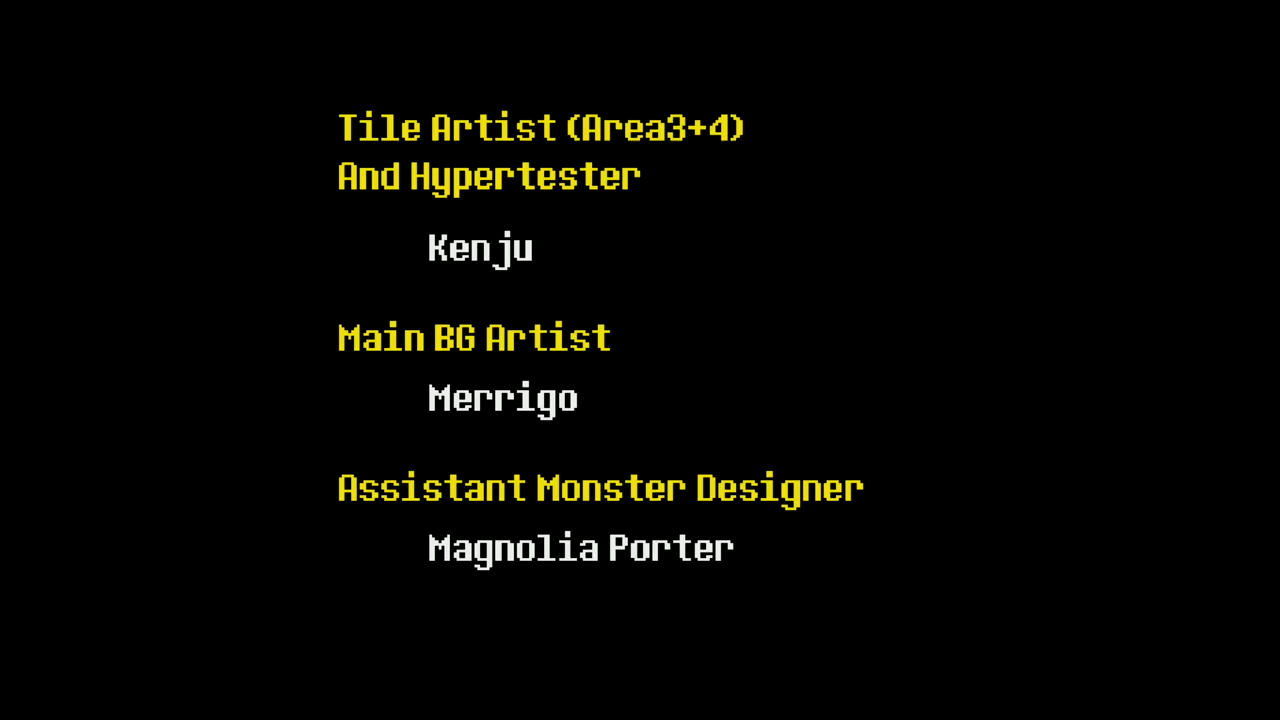 Tile Artist (Area3+4)
And Hypertester
Kenju
Main BG Artist
Merrigo
Assistant Monster Designer
Magnolia Porter